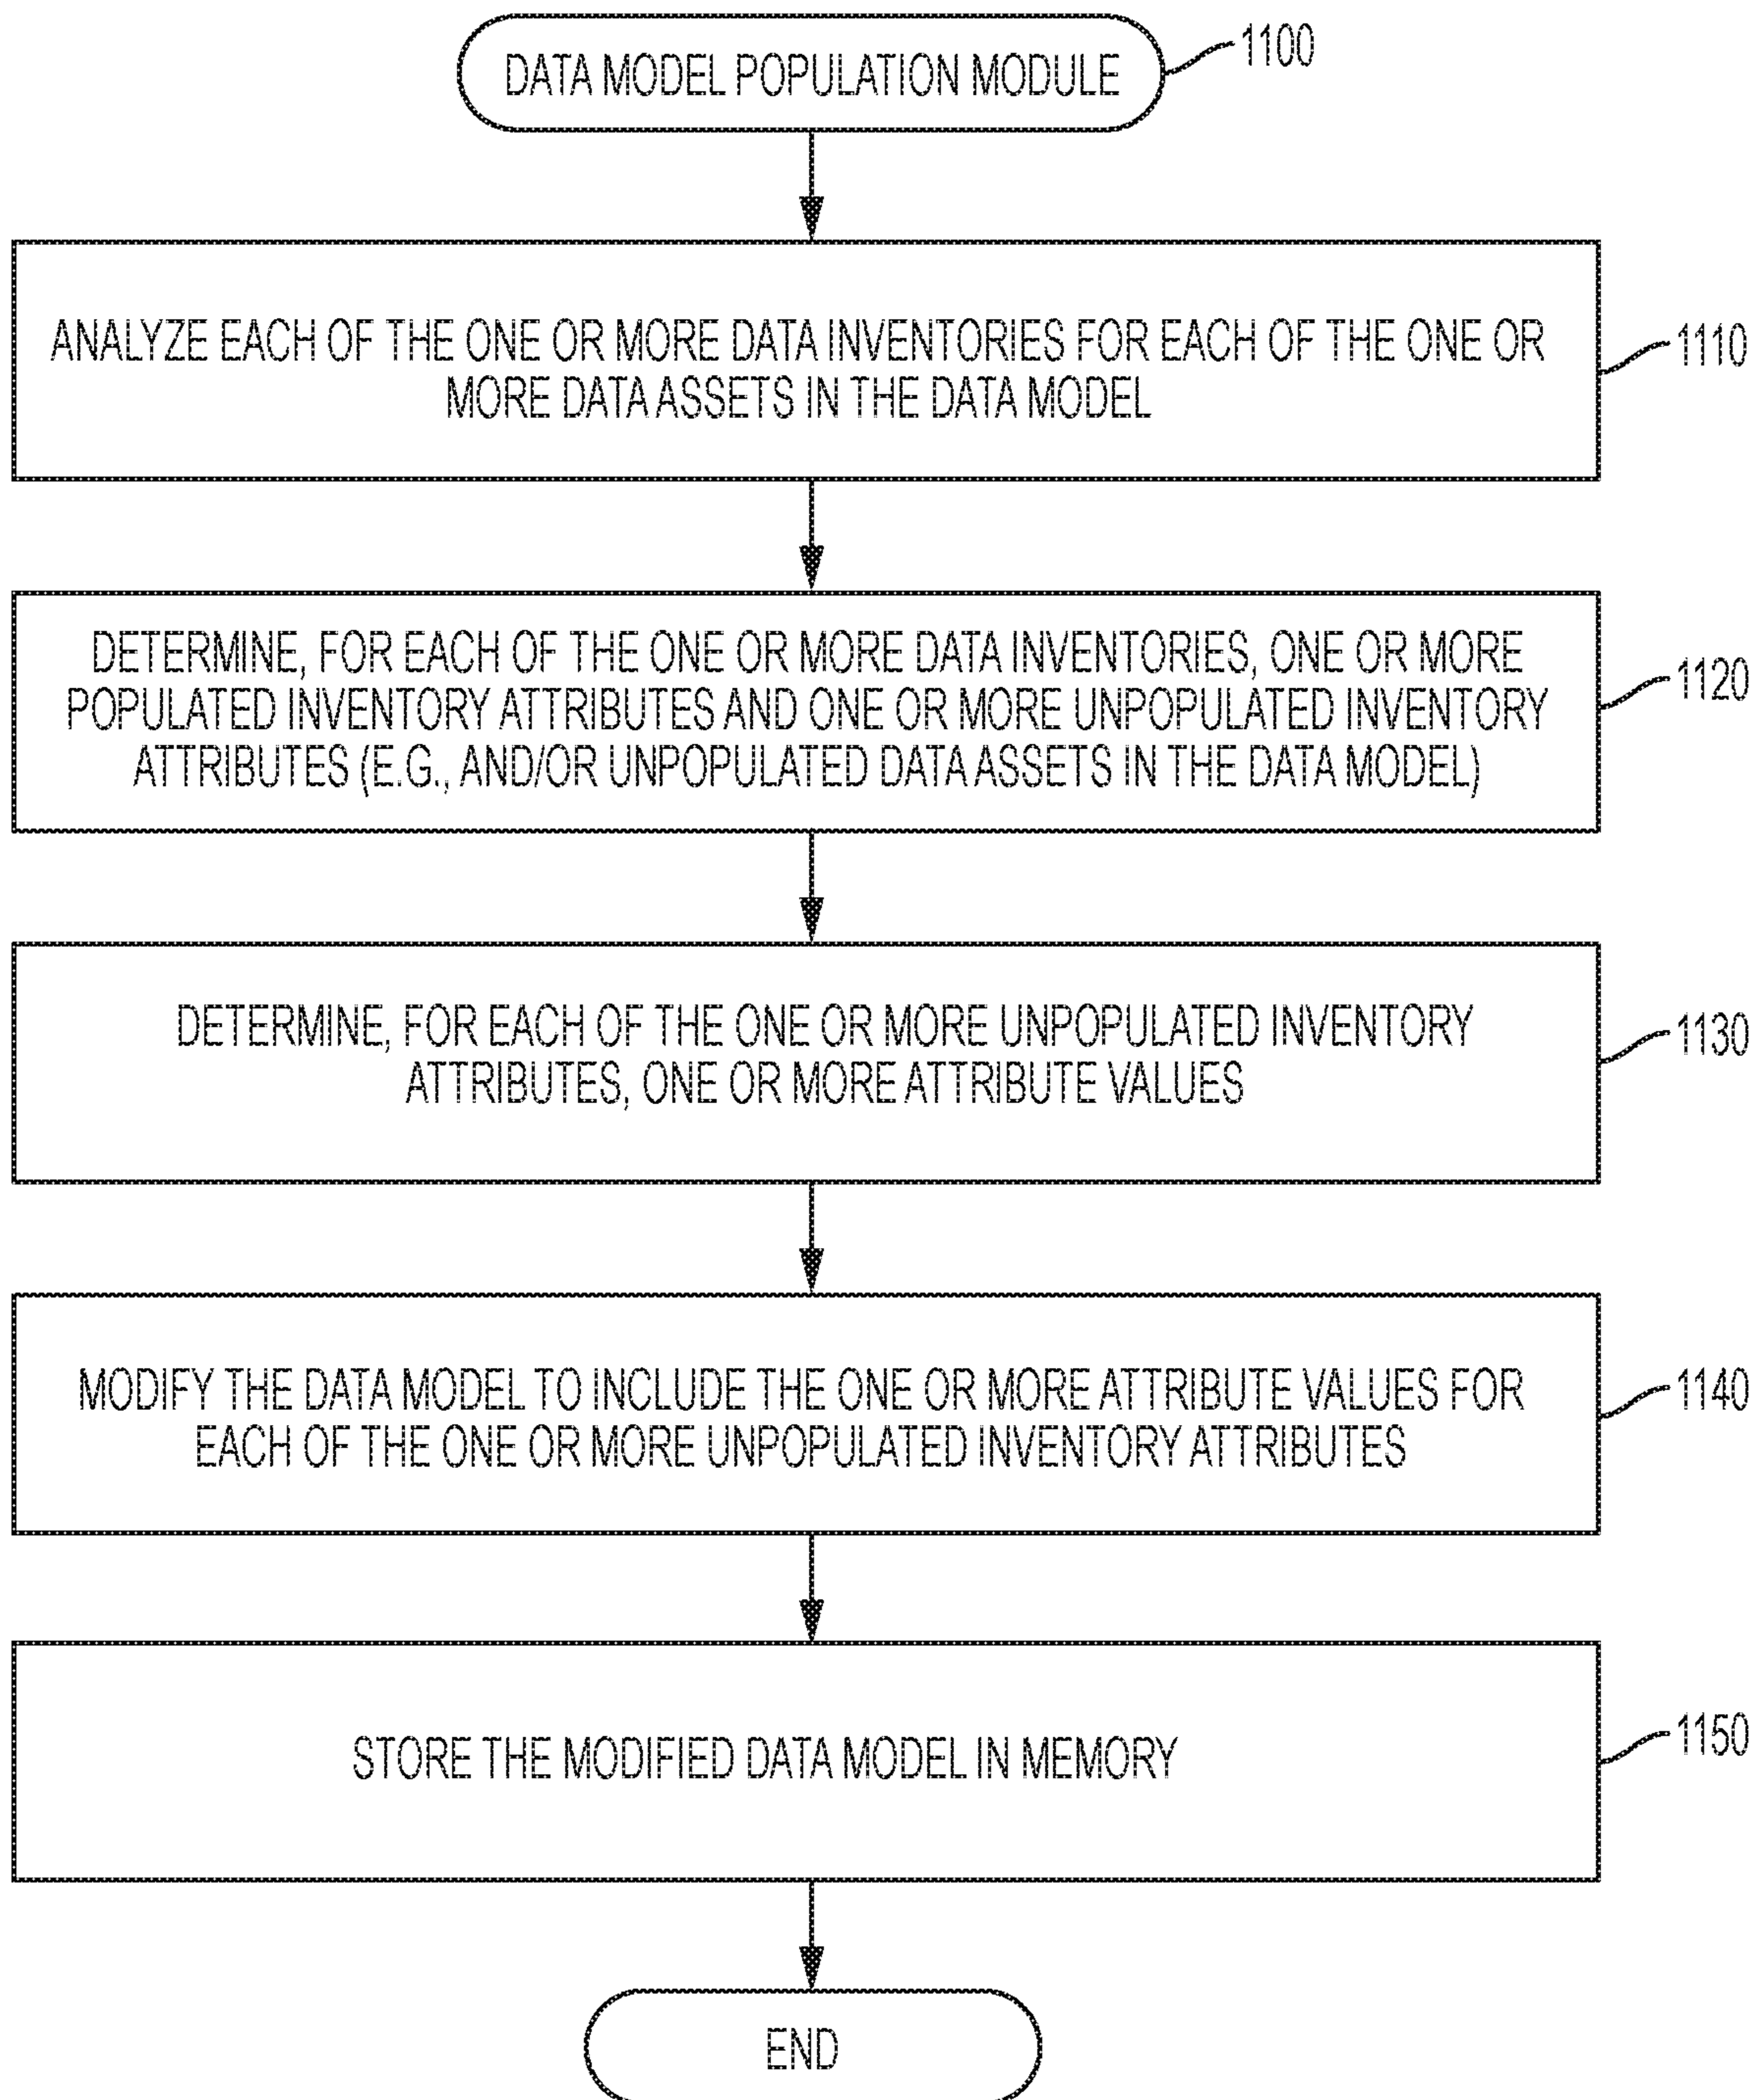 DATA MODEL POPULATION MODULE
1100
ANALYZE EACH OF THE ONE OR MORE DATA INVENTORIES FOR EACH OF THE ONE OR
MORE DATA ASSETS IN THE DATA MODEL
1110
DETERMINE, FOR EACH OF THE ONE OR MORE DATA INVENTORIES, ONE OR MORE
POPULATED INVENTORY ATTRIBUTES AND ONE OR MORE UNPOPULATED INVENTORY
ATTRIBUTES (E.G., AND/OR UNPOPULATED DATA ASSETS IN THE DATA MODEL)
1120
DETERMINE, FOR EACH OF THE ONE OR MORE UNPOPULATED INVENTORY
ATTRIBUTES, ONE OR MORE ATTRIBUTE VALUES
1130
MODIFY THE DATA MODEL TO INCLUDE THE ONE OR MORE ATTRIBUTE VALUES FOR
EACH OF THE ONE OR MORE UNPOPULATED INVENTORY ATTRIBUTES
1140
STORE THE MODIFIED DATA MODEL IN MEMORY
1150
END